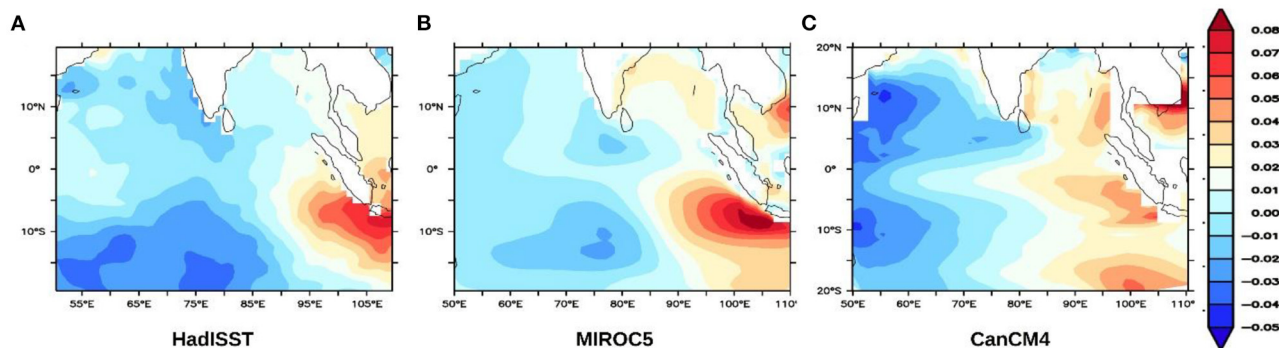 A
B
C
10°N
0°
10°S
55°E
65°E
75°E
85°E
95°E
105°E
HadISST
10°N
0°
10°S
50°E
60°E
70°E
80°E
90°E
100°E
110°
MIROC5
20°N
10°N
0°
10°S
20°S
50°E
60°E
70°E
80°E
90°E
100°E
110°E
CanCM4
0.08
0.07
0.06
0.05
0.04
0.03
0.02
0.01
0.00
−0.01
−0.02
−0.03
−0.04
−0.05